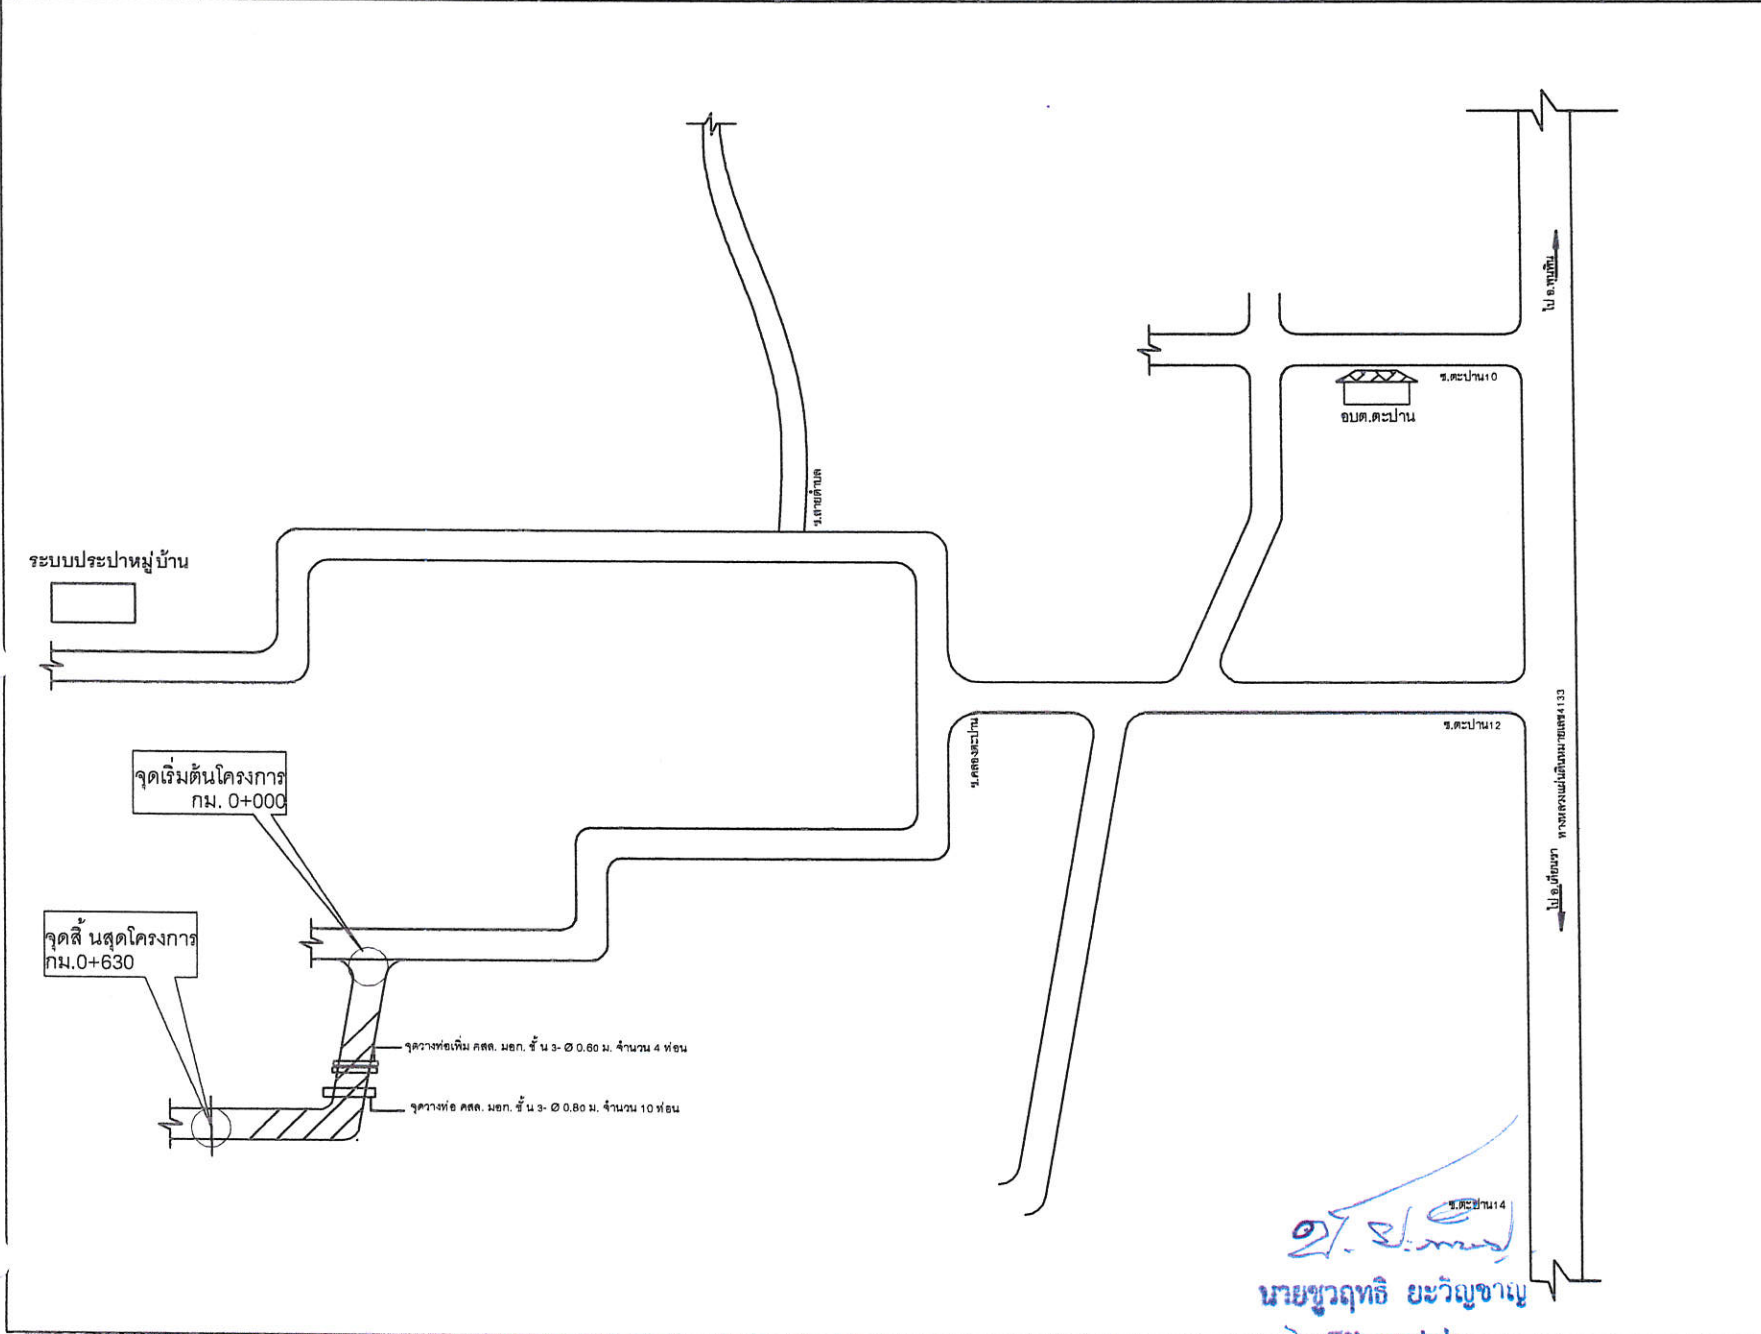 ไป อ.พุนพิน
ซ.ตะปาน10
อบต.ตะปาน
ซ.สายตำบล
ระบบประปาหมู่บ้าน
ทางหลวงแผ่นดินหมายเลข4133
ซ.ตะปาน12
ซ.คลองตะปาน
จุดเริ่มต้นโครงการ
กม. 0+000
ไป อ.เคียนซา
จุดสิ้นสุดโครงการ
กม.0+630
จุดวางท่อเพิ่ม คสล. มอก. ชั้น 3- Ø 0.60 ม. จำนวน 4 ท่อน
จุดวางท่อ คสล. มอก. ชั้น 3- Ø 0.80 ม. จำนวน 10 ท่อน
ซ.ตะปาน14
นายชูวฤทธิ ยะวิญชาญ